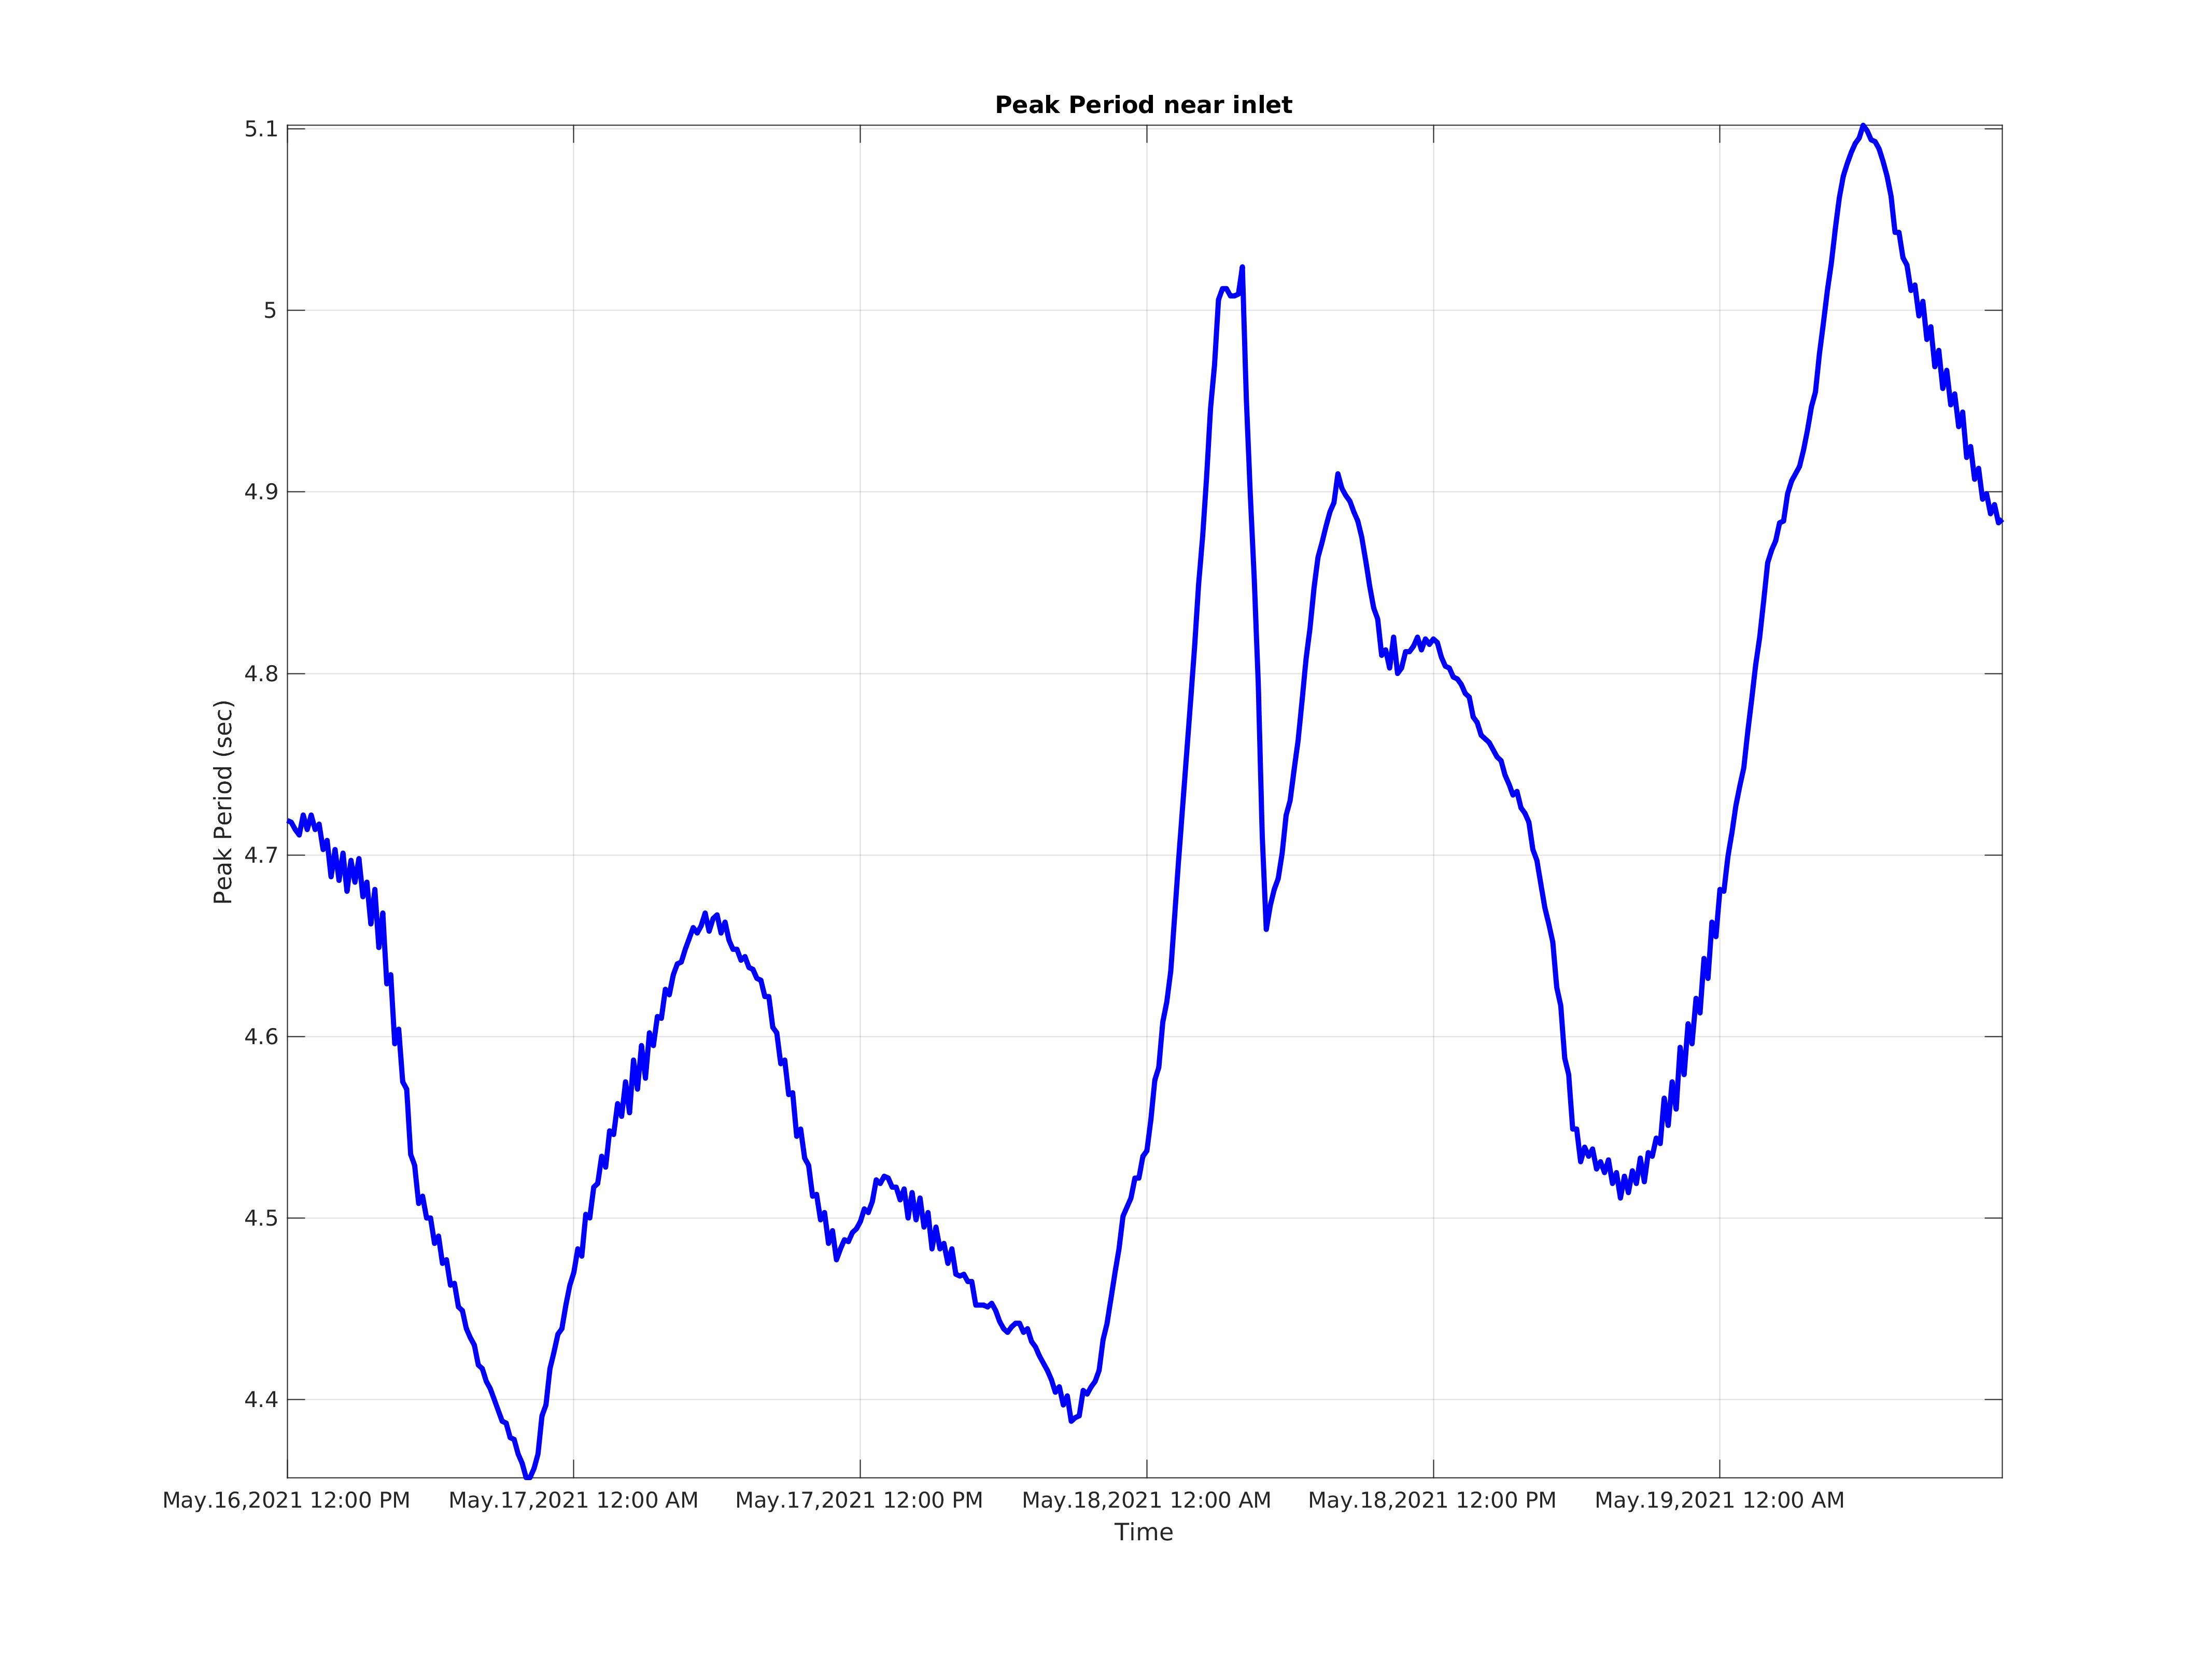 Peak Period near inlet
5.1
5
4.9
4.8
4.7
4.6
4.5
4.4
Peak Period (sec)
May.16,2021 12:00 PM May.17,2021 12:00 AM May.17,2021 12:00 PM May.18,2021 12:00 AM May.18,2021 12:00 PM May.19,2021 12:00 AM
Time